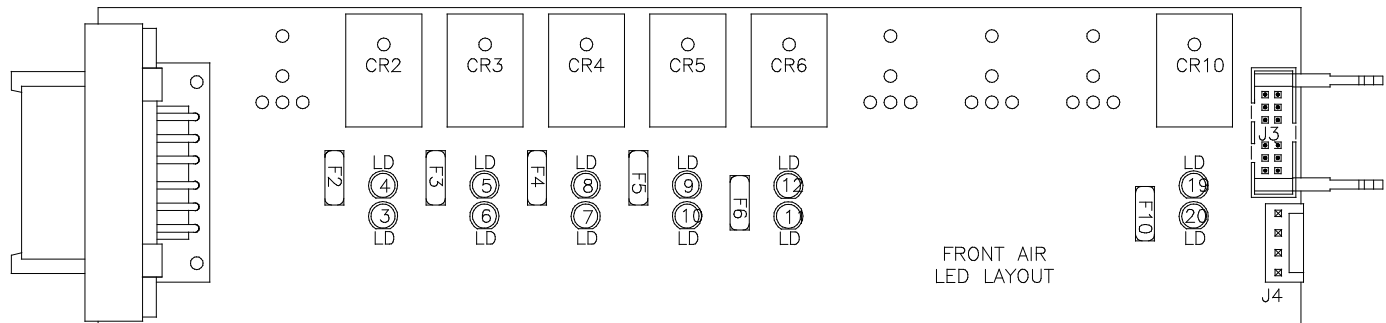 CR2 CR3 CR4 CR5 CR6 CR10
J3
F2 F3 F4 F5 F6 F10
LD LD LD LD LD LD
4 5 8 9 12 19
3 6 7 10 1 20
LD LD LD LD LD LD
FRONT AIR
LED LAYOUT
J4